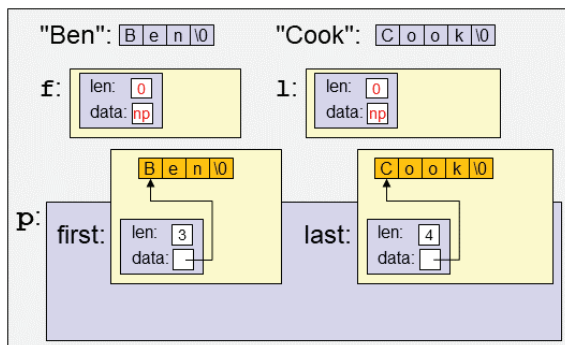 "Ben": B e n \0 "Cook": C o o k \0
f: len: 0 l: len: 0
data: np data: np
B e n \0 C o o k \0
p: first: len: 3 last: len: 4
data: data: